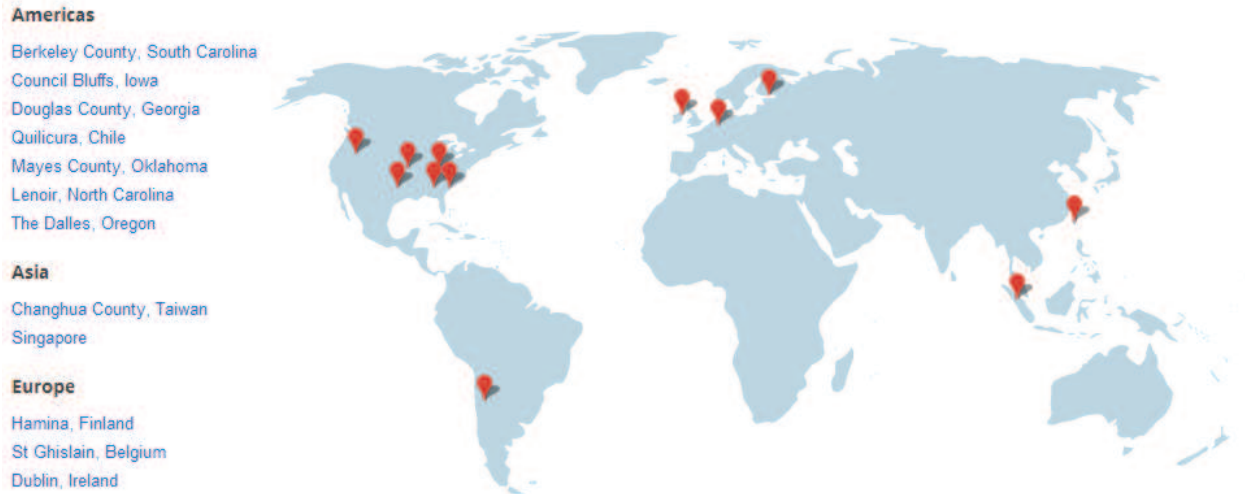 Americas
Berkeley County, South Carolina
Council Bluffs, Iowa
Douglas County, Georgia
Quilicura, Chile
Mayes County, Oklahoma
Lenoir, North Carolina
The Dalles, Oregon
Asia
Changhua County, Taiwan
Singapore
Europe
Hamina, Finland
St Ghislain, Belgium
Dublin, Ireland